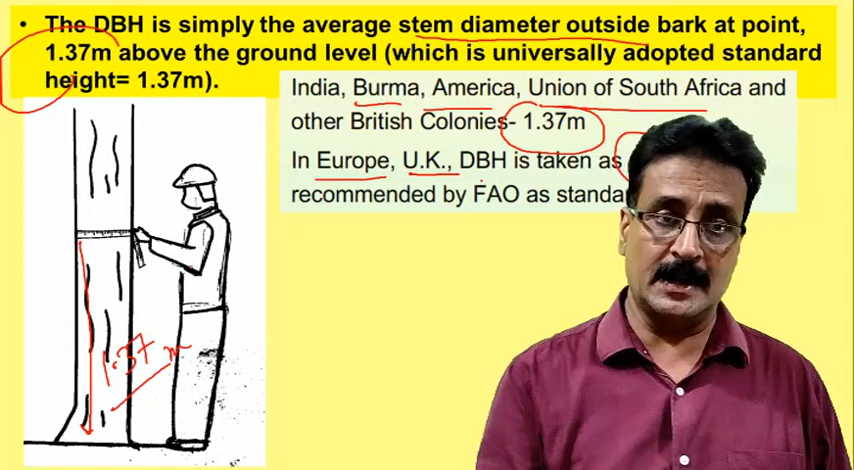 • The DBH is simply the average stem diameter outside bark at point,
1.37m above the ground level (which is universally adopted standard
height= 1.37m).
India, Burma, America, Union of South Africa and
other British Colonies- 1.37m
In Europe, U.K., DBH is taken as
recommended by FAO as standa
1.37 m